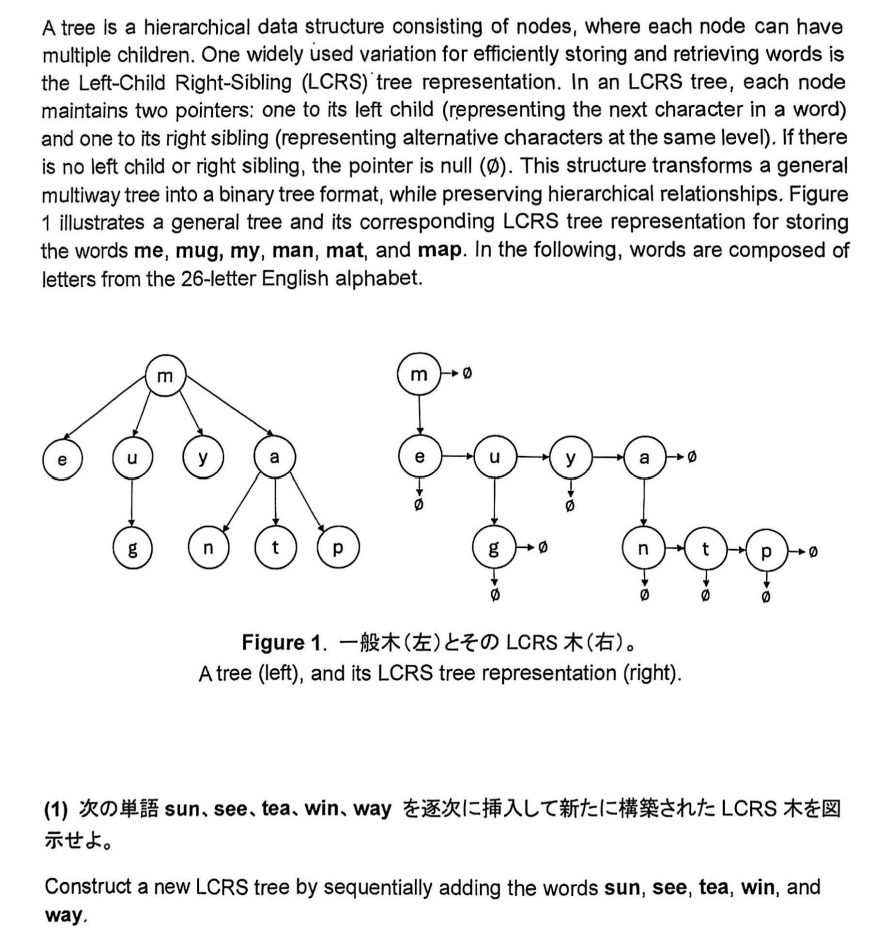 A tree is a hierarchical data structure consisting of nodes, where each node can have
multiple children. One widely used variation for efficiently storing and retrieving words is
the Left-Child Right-Sibling (LCRS) tree representation. In an LCRS tree, each node
maintains two pointers: one to its left child (representing the next character in a word)
and one to its right sibling (representing alternative characters at the same level). If there
is no left child or right sibling, the pointer is null (Ø). This structure transforms a general
multiway tree into a binary tree format, while preserving hierarchical relationships. Figure
1 illustrates a general tree and its corresponding LCRS tree representation for storing
the words me, mug, my, man, mat, and map. In the following, words are composed of
letters from the 26-letter English alphabet.
m
e u y a
g n t p
m Ø
e u y a Ø
Ø Ø
g Ø n t p Ø
Ø Ø Ø Ø
Figure 1. 一般木(左)とその LCRS 木(右)。
A tree (left), and its LCRS tree representation (right).
(1) 次の単語 sun、see、tea、win、way を逐次に挿入して新たに構築された LCRS 木を図
示せよ。
Construct a new LCRS tree by sequentially adding the words sun, see, tea, win, and
way.